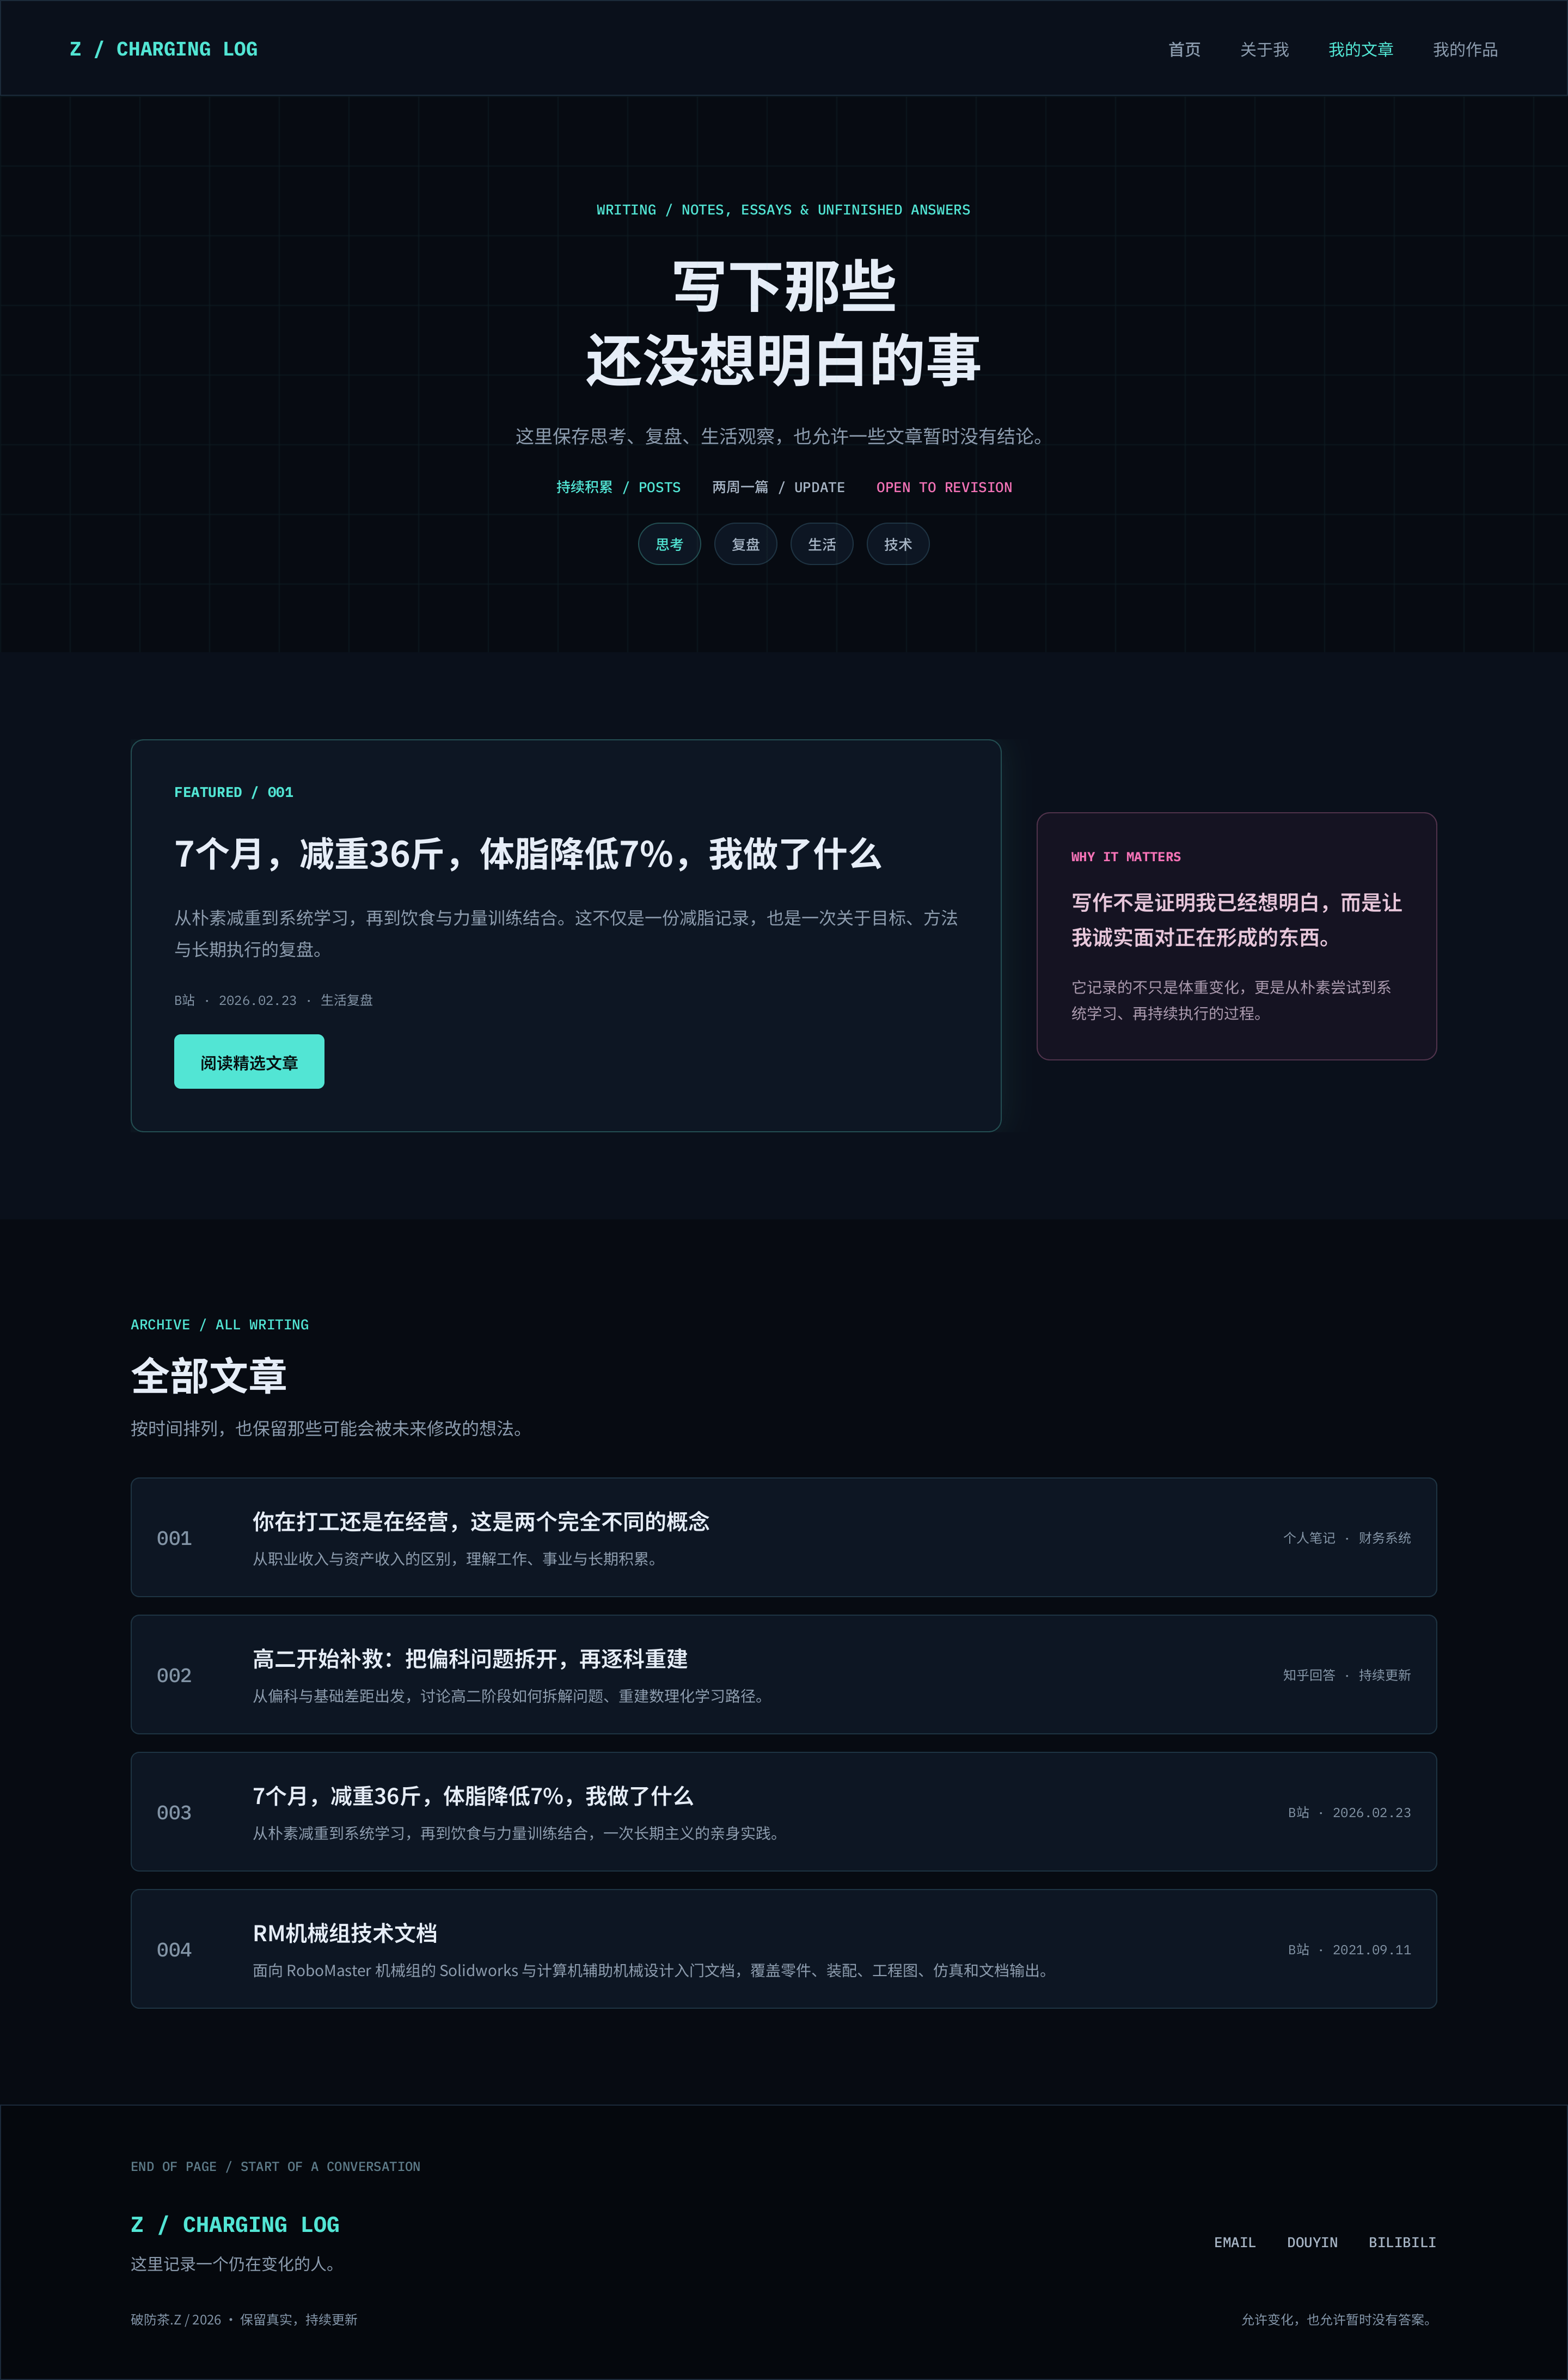 Z / CHARGING LOG
首页 关于我 我的文章 我的作品
WRITING / NOTES, ESSAYS & UNFINISHED ANSWERS
写下那些
还没想明白的事
这里保存思考、复盘、生活观察，也允许一些文章暂时没有结论。
持续积累 / POSTS 两周一篇 / UPDATE OPEN TO REVISION
思考 复盘 生活 技术
FEATURED / 001
7个月，减重36斤，体脂降低7%，我做了什么
从朴素减重到系统学习，再到饮食与力量训练结合。这不仅是一份减脂记录，也是一次关于目标、方法
与长期执行的复盘。
B站 · 2026.02.23 · 生活复盘
阅读精选文章
WHY IT MATTERS
写作不是证明我已经想明白，而是让
我诚实面对正在形成的东西。
它记录的不只是体重变化，更是从朴素尝试到系
统学习、再持续执行的过程。
ARCHIVE / ALL WRITING
全部文章
按时间排列，也保留那些可能会被未来修改的想法。
001
你在打工还是在经营，这是两个完全不同的概念
从职业收入与资产收入的区别，理解工作、事业与长期积累。
个人笔记 · 财务系统
002
高二开始补救：把偏科问题拆开，再逐科重建
从偏科与基础差距出发，讨论高二阶段如何拆解问题、重建数理化学习路径。
知乎回答 · 持续更新
003
7个月，减重36斤，体脂降低7%，我做了什么
从朴素减重到系统学习，再到饮食与力量训练结合，一次长期主义的亲身实践。
B站 · 2026.02.23
004
RM机械组技术文档
面向 RoboMaster 机械组的 Solidworks 与计算机辅助机械设计入门文档，覆盖零件、装配、工程图、仿真和文档输出。
B站 · 2021.09.11
END OF PAGE / START OF A CONVERSATION
Z / CHARGING LOG
这里记录一个仍在变化的人。
EMAIL DOUYIN BILIBILI
破防茶.Z / 2026 · 保留真实，持续更新
允许变化，也允许暂时没有答案。